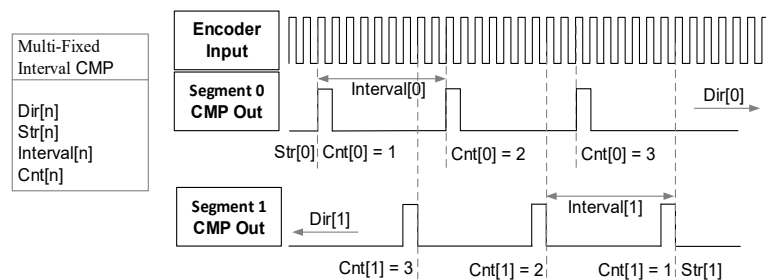 Multi-Fixed
Interval CMP
Dir[n]
Str[n]
Interval[n]
Cnt[n]
Encoder
Input
Segment 0
CMP Out
Interval[0]
Dir[0]
Str[0] Cnt[0] = 1 Cnt[0] = 2 Cnt[0] = 3
Segment 1
CMP Out
Dir[1]
Interval[1]
Cnt[1] = 3 Cnt[1] = 2 Cnt[1] = 1 Str[1]